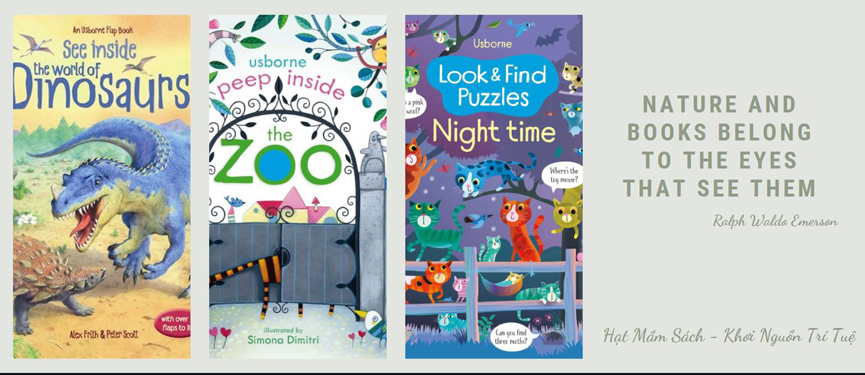 An Usborne Flap Book
See inside
the world of
Dinosaurs
Alex Frith & Peter Scott
with over
flaps to li
usborne
peep inside
the
ZOO
illustrated by
Simona Dimitri
Usborne
Look & Find
Puzzles
Night time
a pink
Where's the
toy mouse?
Can you find
three moths?
NATURE AND
BOOKS BELONG
TO THE EYES
THAT SEE THEM
Ralph Waldo Emerson
Hạt Mầm Sách - Khơi Nguồn Trí Tuệ